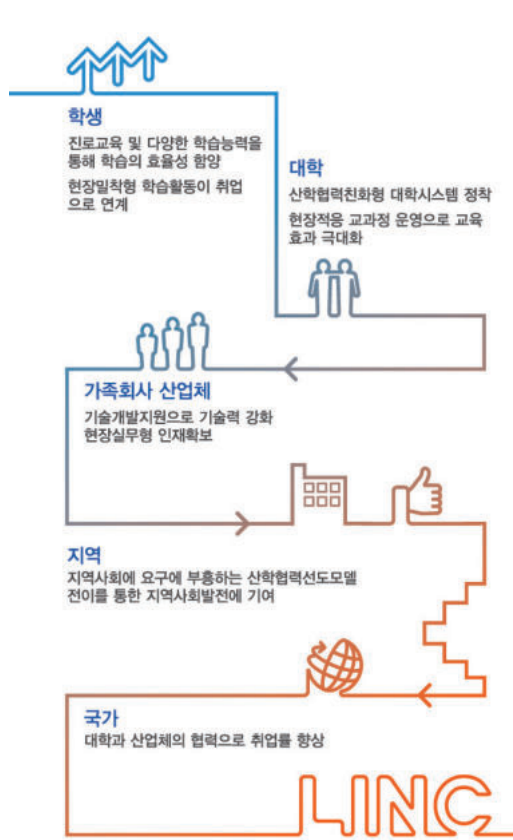 학생
진로교육 및 다양한 학습능력을
통해 학습의 효율성 함양
현장밀착형 학습활동이 취업
으로 연계
대학
산학협력친화형 대학시스템 정착
현장적응 교과정 운영으로 교육
효과 극대화
가족회사 산업체
기술개발지원으로 기술력 강화
현장실무형 인재확보
지역
지역사회에 요구에 부흥하는 산학협력선도모델
전이를 통한 지역사회발전에 기여
국가
대학과 산업체의 협력으로 취업률 향상
LINC